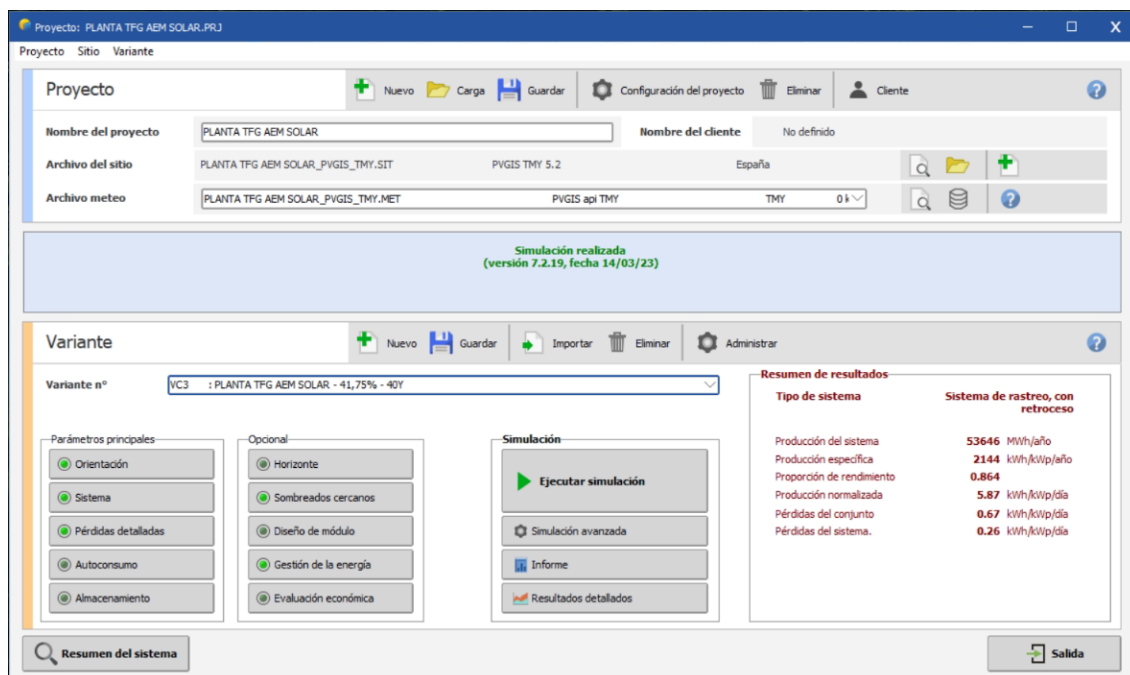 Proyecto: PLANTA TFG AEM SOLAR.PRJ
Proyecto Sitio Variante
Proyecto Nuevo Carga Guardar Configuración del proyecto Eliminar Cliente
Nombre del proyecto PLANTA TFG AEM SOLAR Nombre del cliente No definido
Archivo del sitio PLANTA TFG AEM SOLAR_PVGIS_TMY.SIT PVGIS TMY 5.2 España
Archivo meteo PLANTA TFG AEM SOLAR_PVGIS_TMY.MET PVGIS api TMY TMY 0 k
Simulación realizada
(versión 7.2.19, fecha 14/03/23)
Variante Nuevo Guardar Importar Eliminar Administrar
Variante nº VC3 : PLANTA TFG AEM SOLAR - 41,75% - 40Y
Parámetros principales
Orientación
Sistema
Pérdidas detalladas
Autoconsumo
Almacenamiento
Opcional
Horizonte
Sombreados cercanos
Diseño de módulo
Gestión de la energía
Evaluación económica
Simulación
Ejecutar simulación
Simulación avanzada
Informe
Resultados detallados
Resumen de resultados
Tipo de sistema Sistema de rastreo, con
retroceso
Producción del sistema 53646 MWh/año
Producción específica 2144 kWh/kWp/año
Proporción de rendimiento 0.864
Producción normalizada 5.87 kWh/kWp/día
Pérdidas del conjunto 0.67 kWh/kWp/día
Pérdidas del sistema. 0.26 kWh/kWp/día
Resumen del sistema
Salida